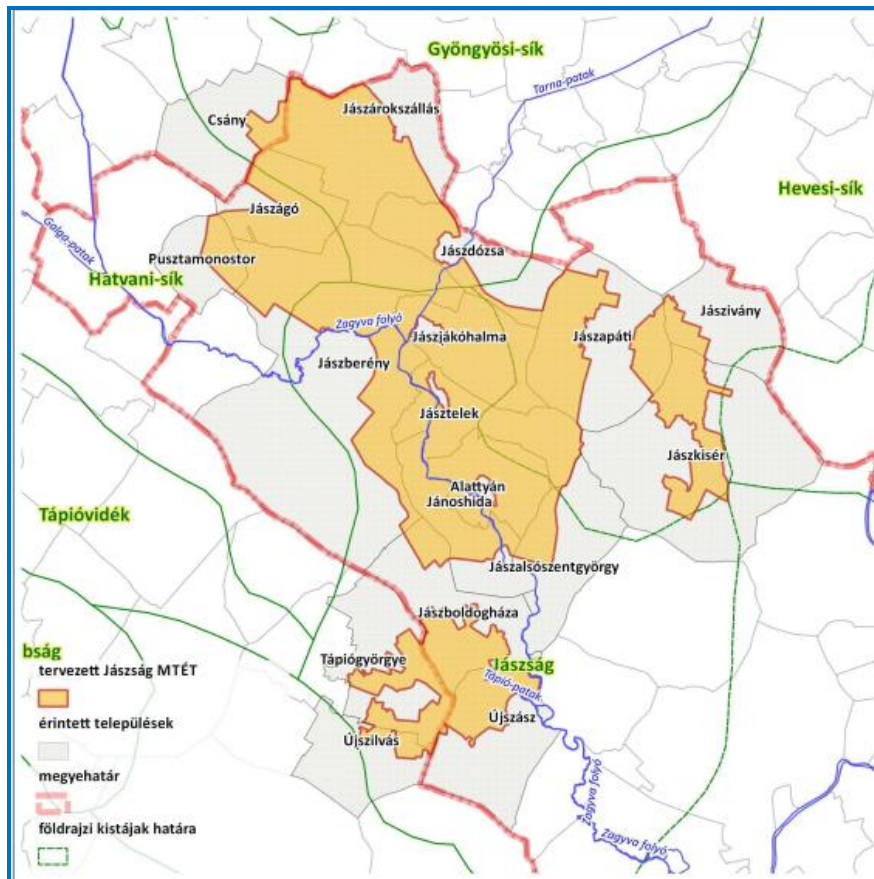 Gyöngyösi-sík
Tarna-patak
Jászárokszállás
Csány
Hevesi-sík
Jászágó
Galga-patak
Jászdózsa
Pusztamonostor
Hatvani-sík
Jászivány
Zagyva folyó
Jászjákóhalma
Jászapáti
Jászberény
Jásztelek
Jászkisér
Alattyán
Jánoshida
Tápióvidék
Jászalsószentgyörgy
Jászboldogháza
bság
Tápiógyörgye
Jászság
tervezett Jászság MTÉT
Tápió-patak
érintett települések
Újszász
Újszilvás
megyehatár
Zagyva folyó
földrajzi kistájak határa
Zagyva folyó